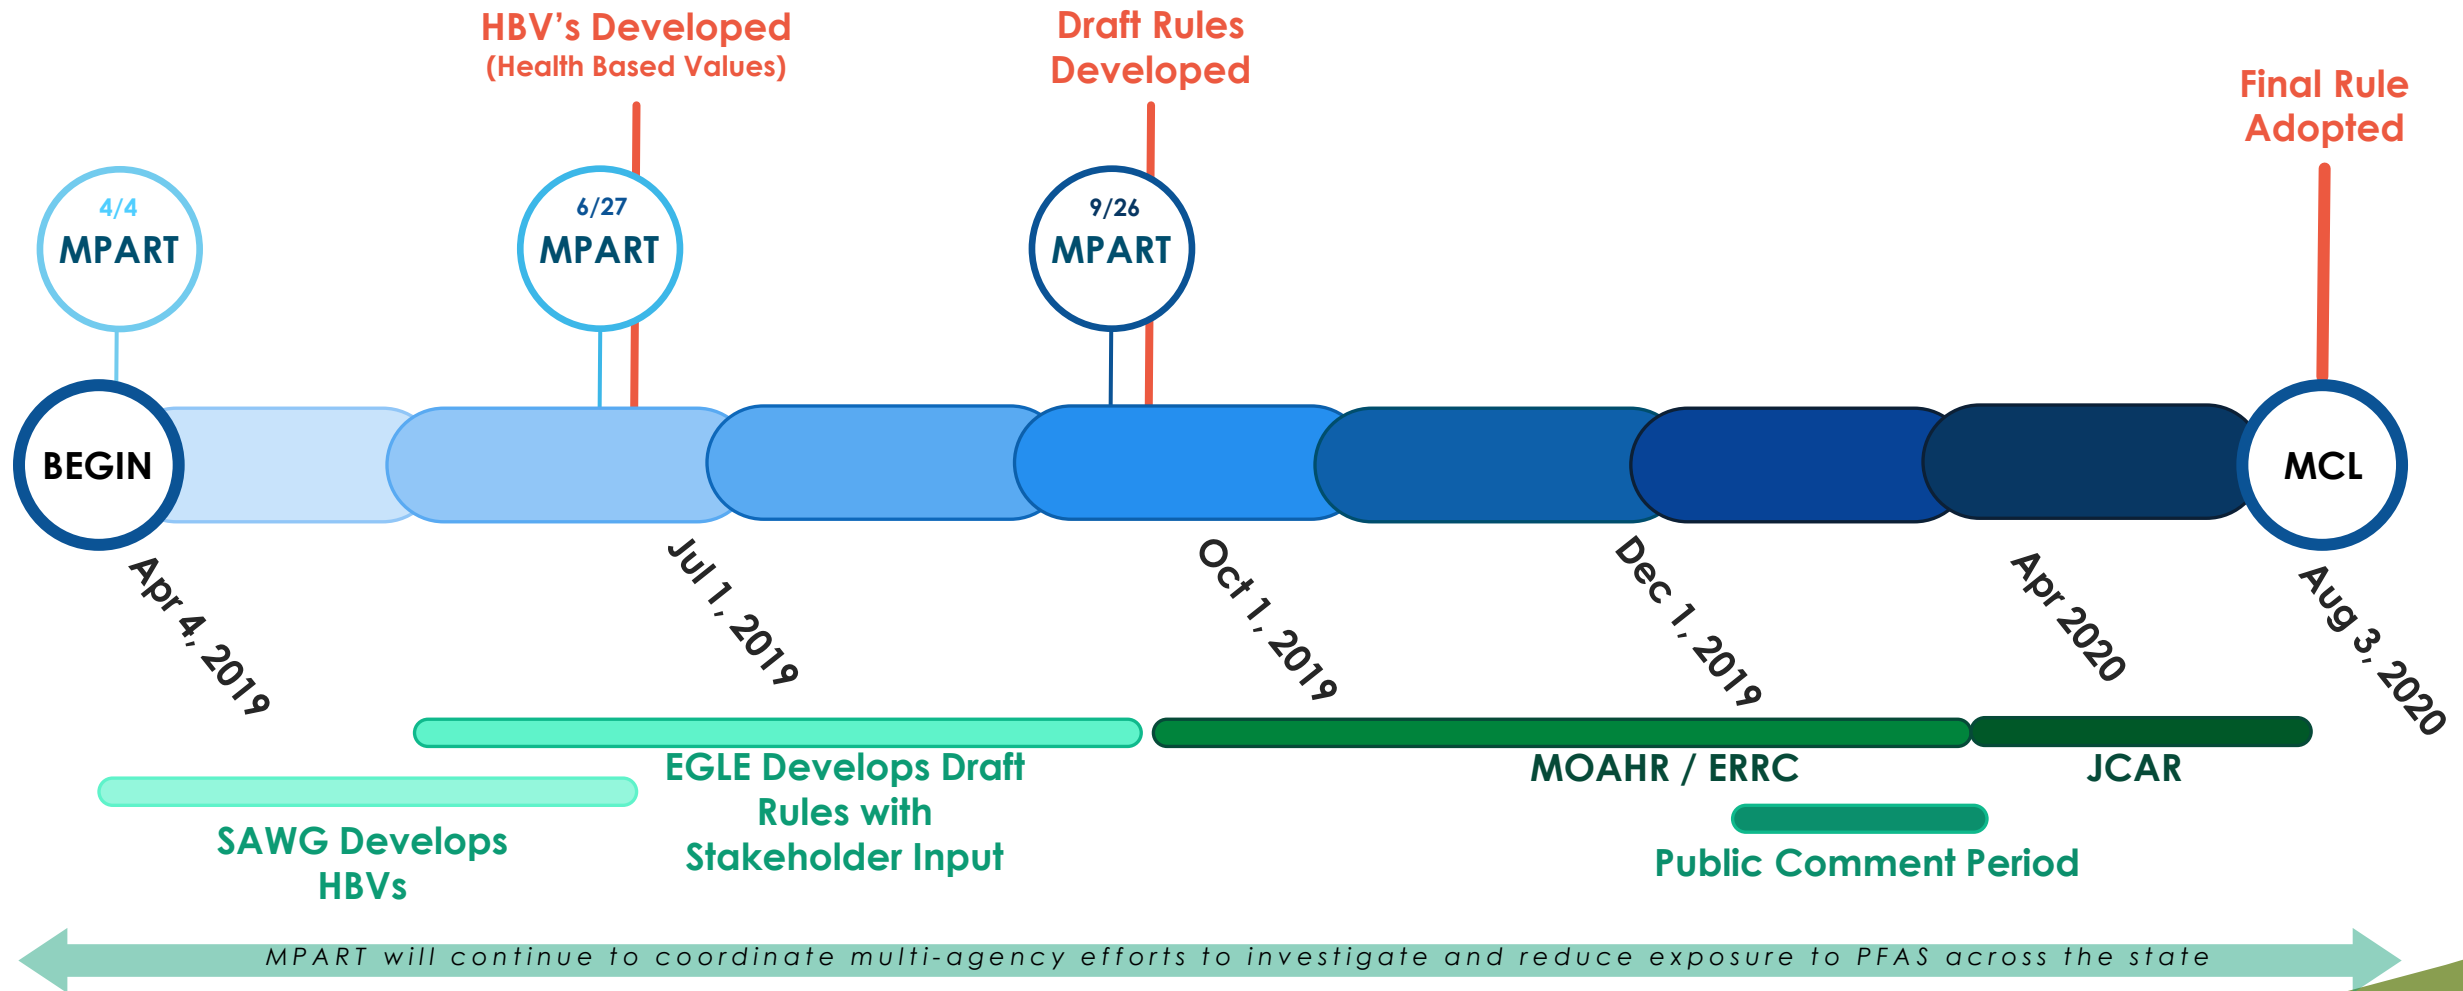 HBV's Developed
(Health Based Values)
Draft Rules
Developed
Final Rule
Adopted
4/4
MPART
6/27
MPART
9/26
MPART
BEGIN
MCL
Apr 4, 2019
Jul 1, 2019
Oct 1, 2019
Dec 1, 2019
Apr 2020
Aug 3, 2020
EGLE Develops Draft
Rules with
Stakeholder Input
MOAHR / ERRC
JCAR
SAWG Develops
HBVs
Public Comment Period
MPART will continue to coordinate multi-agency efforts to investigate and reduce exposure to PFAS across the state